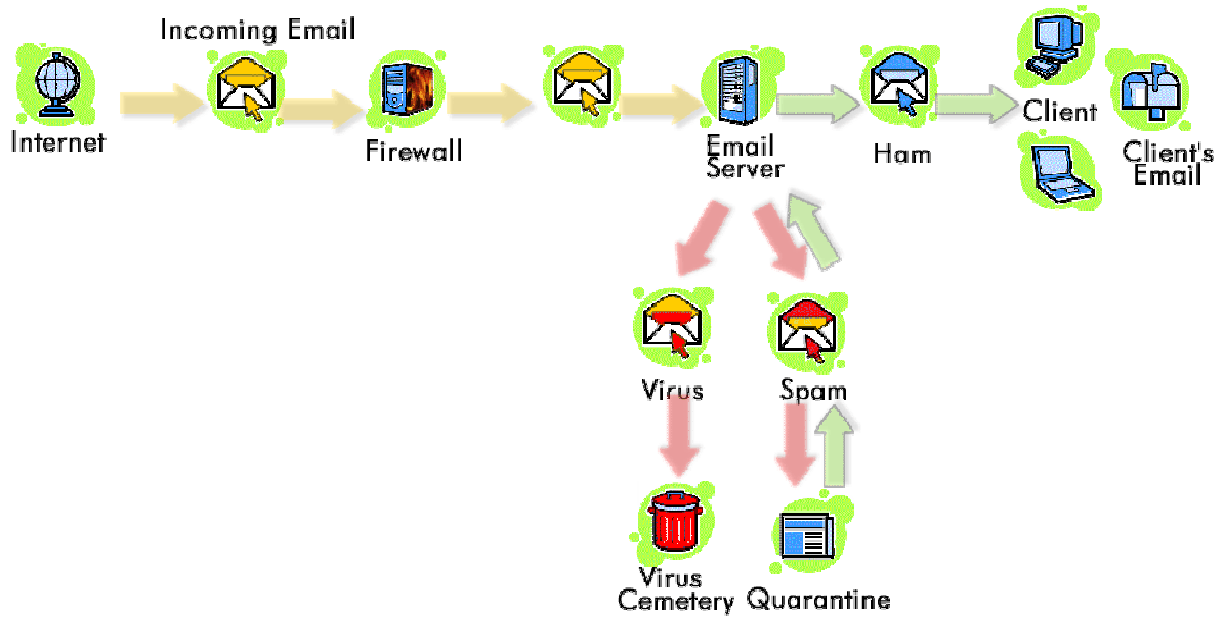 Incoming Email
Internet
Firewall
Email
Server
Ham
Client
Client's
Email
Virus
Spam
Virus
Cemetery
Quarantine